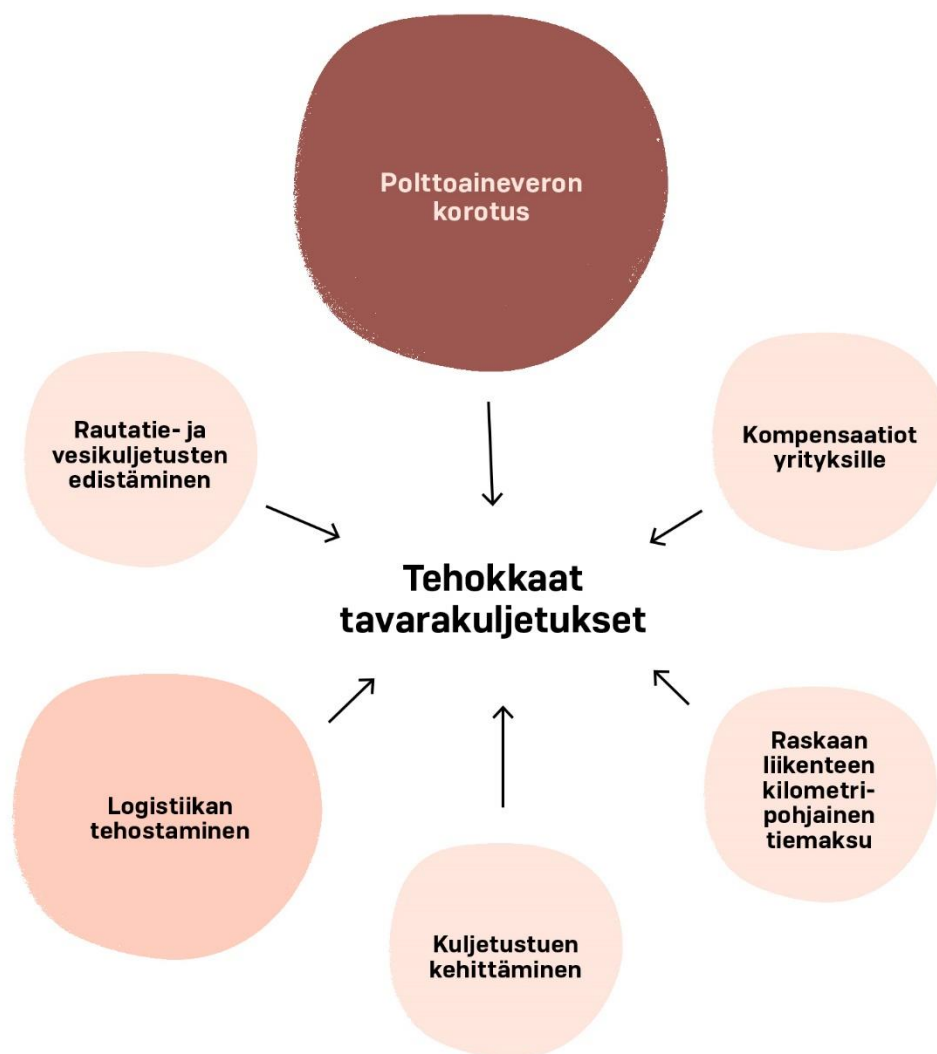 Polttoaineveron
korotus
Rautatie- ja
vesikuljetusten
edistäminen
Kompensaatiot
yrityksille
Tehokkaat
tavarakuljetukset
Logistiikan
tehostaminen
Raskaan
liikenteen
kilometri-
pohjainen
tiemaksu
Kuljetustuen
kehittäminen